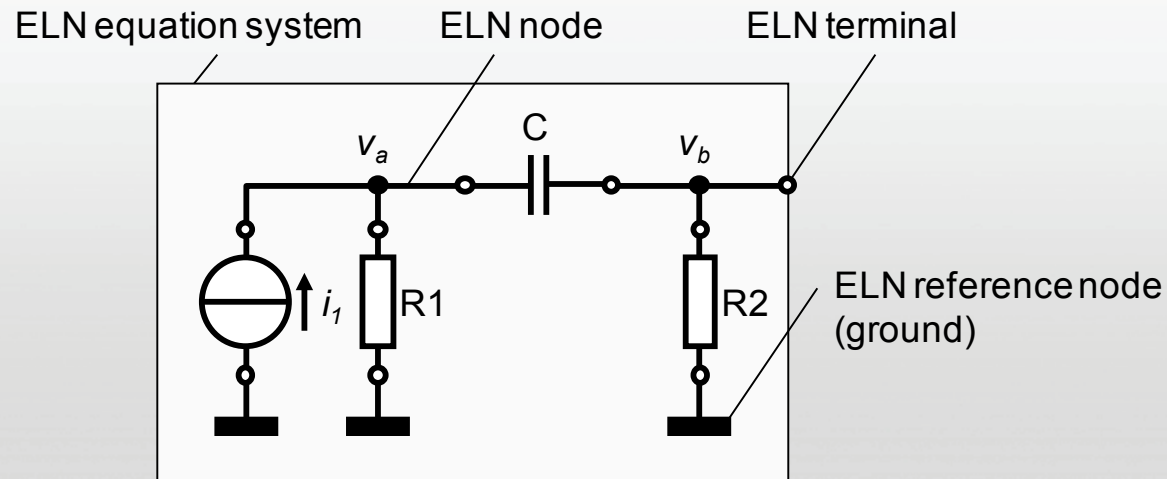 ELN equation system
ELN node
ELN terminal
C
va
vb
i1
R1
R2
ELN reference node
(ground)